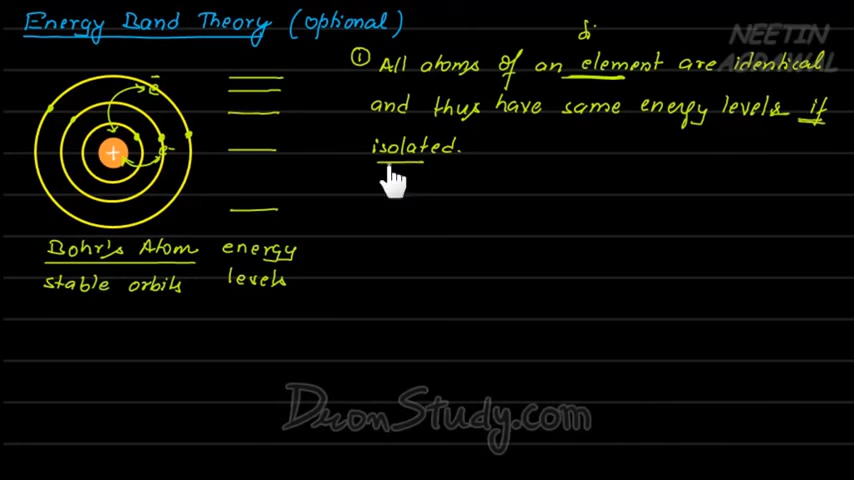 Energy Band Theory (optional)
Si
NEETIN
AGRAWAL
① All atoms of an element are identical
and thus have same energy levels if
isolated.
+
e-
e-
Bohr's Atom
stable orbits
energy
levels
DronStudy.com